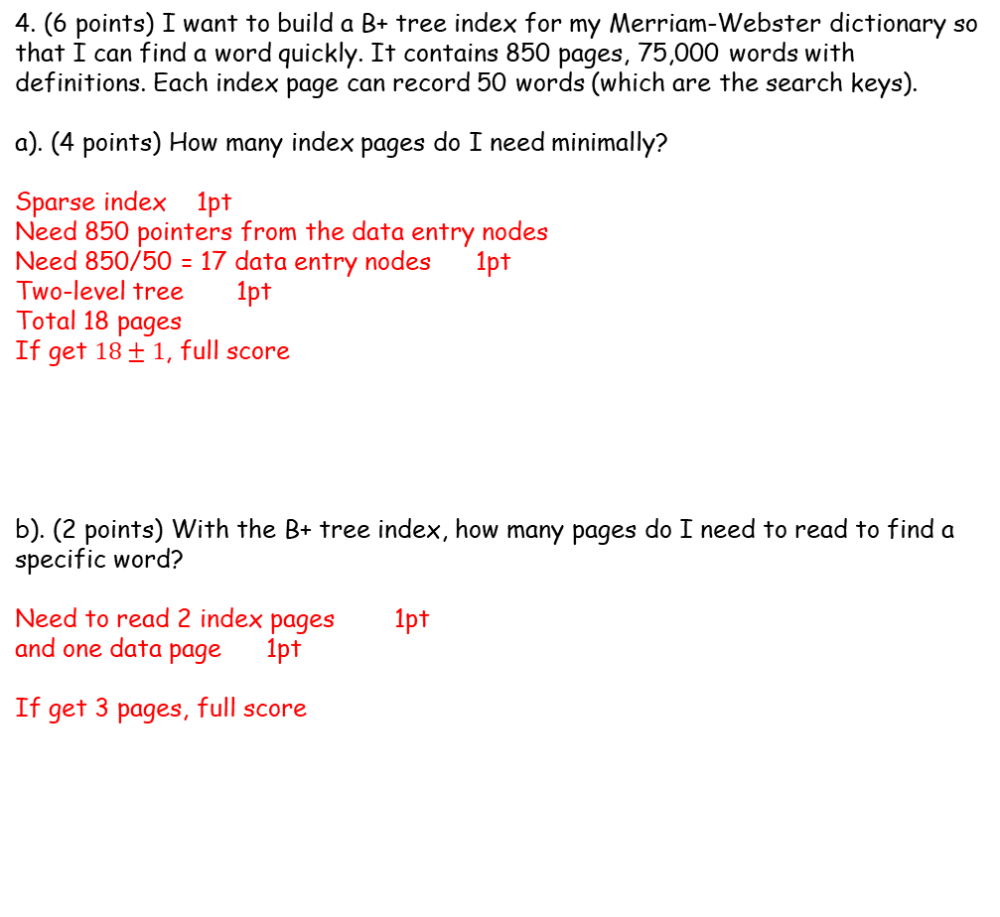 4. (6 points) I want to build a B+ tree index for my Merriam-Webster dictionary so
that I can find a word quickly. It contains 850 pages, 75,000 words with
definitions. Each index page can record 50 words (which are the search keys).
a). (4 points) How many index pages do I need minimally?
Sparse index 1pt
Need 850 pointers from the data entry nodes
Need 850/50 = 17 data entry nodes 1pt
Two-level tree 1pt
Total 18 pages
If get 18 ± 1, full score
b). (2 points) With the B+ tree index, how many pages do I need to read to find a
specific word?
Need to read 2 index pages 1pt
and one data page 1pt
If get 3 pages, full score